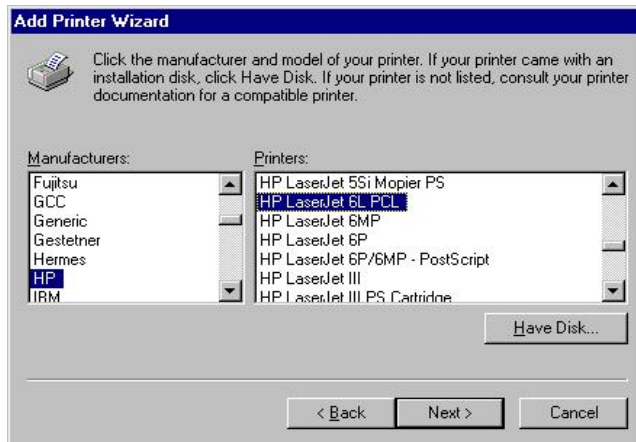 Add Printer Wizard
Click the manufacturer and model of your printer. If your printer came with an
installation disk, click Have Disk. If your printer is not listed, consult your printer
documentation for a compatible printer.
Manufacturers:
Fujitsu
GCC
Generic
Gestetner
Hermes
HP
IBM
Printers:
HP LaserJet 5Si Mopier PS
HP LaserJet 6L PCL
HP LaserJet 6MP
HP LaserJet 6P
HP LaserJet 6P/6MP - PostScript
HP LaserJet III
HP LaserJet III PS Cartridge
Have Disk...
< Back
Next >
Cancel